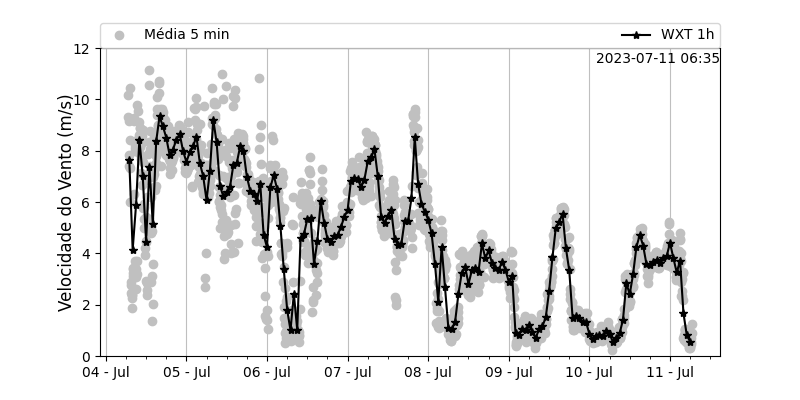 Média 5 min
WXT 1h
2023-07-11 06:35
Velocidade do Vento (m/s)
12
10
8
6
4
2
0
04 - Jul
05 - Jul
06 - Jul
07 - Jul
08 - Jul
09 - Jul
10 - Jul
11 - Jul